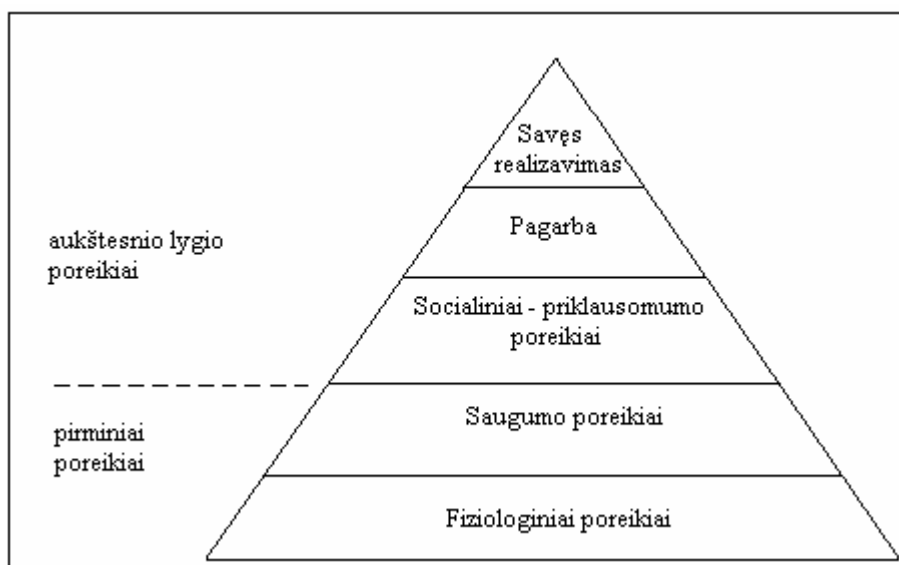 Savęs
realizavimas
Pagarba
aukštesnio lygio
poreikiai
Socialiniai - priklausomumo
poreikiai
Saugumo poreikiai
pirminiai
poreikiai
Fiziologiniai poreikiai